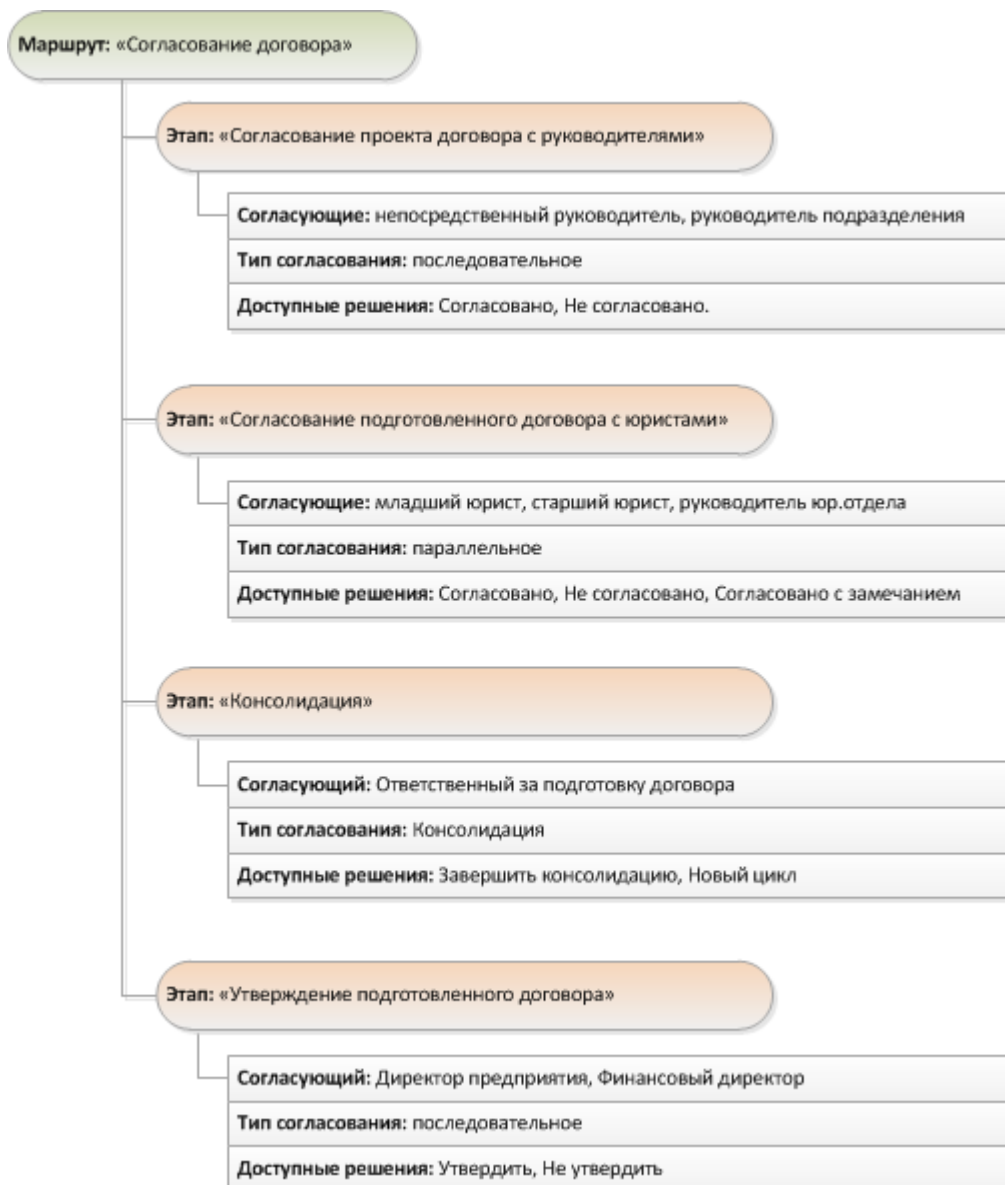 Маршрут: «Согласование договора»
Этап: «Согласование проекта договора с руководителями»
Согласующие: непосредственный руководитель, руководитель подразделения
Тип согласования: последовательное
Доступные решения: Согласовано, Не согласовано.
Этап: «Согласование подготовленного договора с юристами»
Согласующие: младший юрист, старший юрист, руководитель юр.отдела
Тип согласования: параллельное
Доступные решения: Согласовано, Не согласовано, Согласовано с замечанием
Этап: «Консолидация»
Согласующий: Ответственный за подготовку договора
Тип согласования: Консолидация
Доступные решения: Завершить консолидацию, Новый цикл
Этап: «Утверждение подготовленного договора»
Согласующий: Директор предприятия, Финансовый директор
Тип согласования: последовательное
Доступные решения: Утвердить, Не утвердить